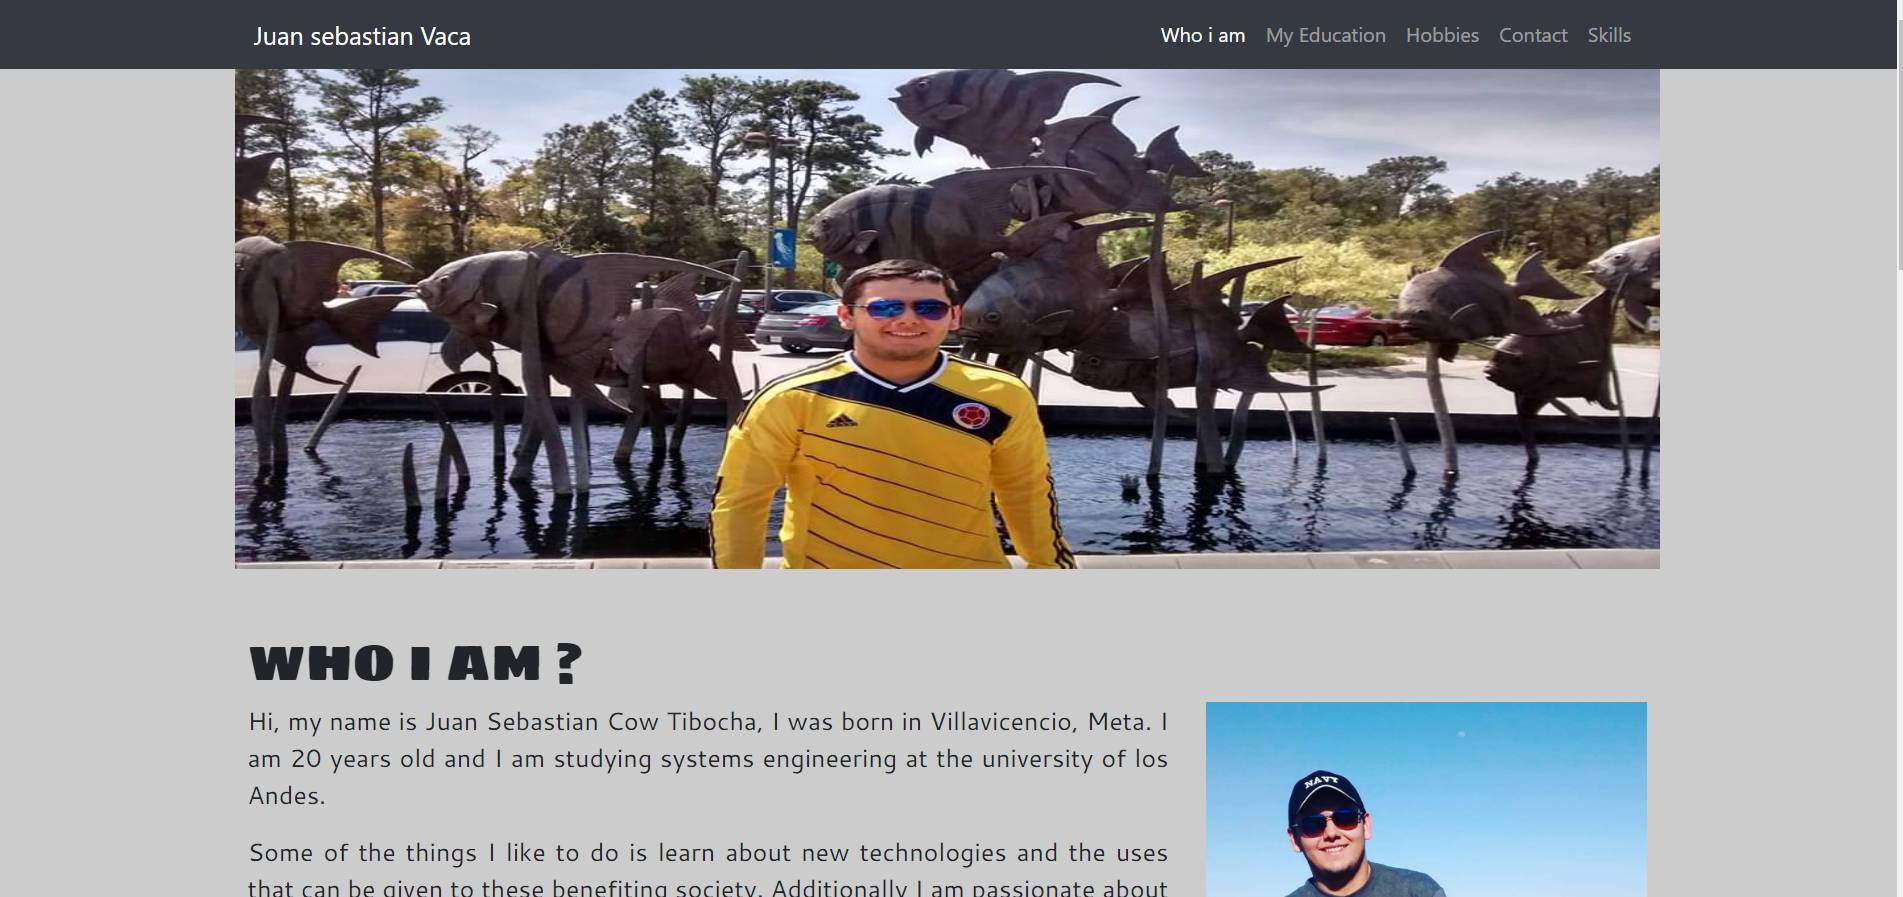 Juan sebastian Vaca
Who i am My Education Hobbies Contact Skills
WHO I AM ?
Hi, my name is Juan Sebastian Cow Tibocha, I was born in Villavicencio, Meta. I
am 20 years old and I am studying systems engineering at the university of los
Andes.
NAVY
Some of the things I like to do is learn about new technologies and the uses
that can be given to these benefiting society. Additionally I am passionate about